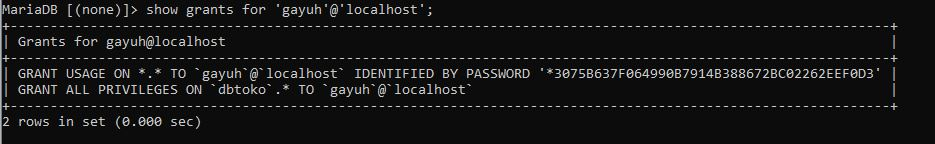 MariaDB [(none)]> show grants for 'gayuh'@'localhost';
+---------------------------------------------------------------------------------------------------------------+
| Grants for gayuh@localhost                                                                                    |
+---------------------------------------------------------------------------------------------------------------+
| GRANT USAGE ON *.* TO `gayuh`@`localhost` IDENTIFIED BY PASSWORD '*3075B637F064990B7914B388672BC02262EEF0D3' |
| GRANT ALL PRIVILEGES ON `dbtoko`.* TO `gayuh`@`localhost`                                                     |
+---------------------------------------------------------------------------------------------------------------+
2 rows in set (0.000 sec)